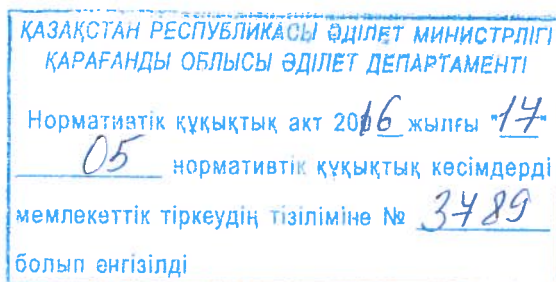 ҚАЗАҚСТАН РЕСПУБЛИКАСЫ ӘДІЛЕТ МИНИСТРЛІГІ
ҚАРАҒАНДЫ ОБЛЫСЫ ӘДІЛЕТ ДЕПАРТАМЕНТІ
Нормативтік құқықтық акт 2016 жылғы "17"
05 нормативтік құқықтық кесімдерді
мемлекеттік тіркеудің тізіліміне № 3789
болып енгізілді